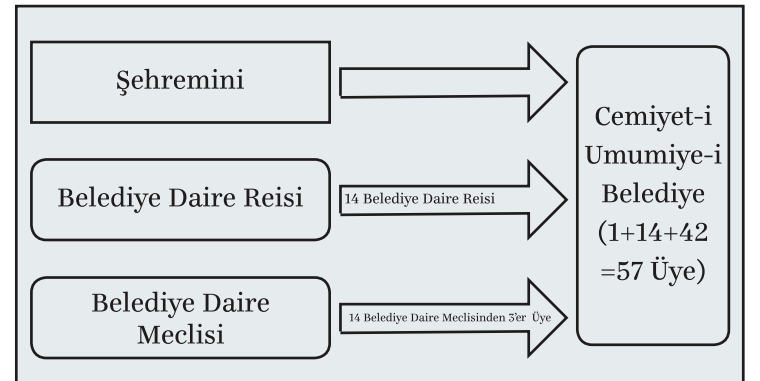 Şehremini
Belediye Daire Reisi
14 Belediye Daire Reisi
Belediye Daire
Meclisi
14 Belediye Daire Meclisinden 3'er Üye
Cemiyet-i
Umumiye-i
Belediye
(1+14+42
=57 Üye)